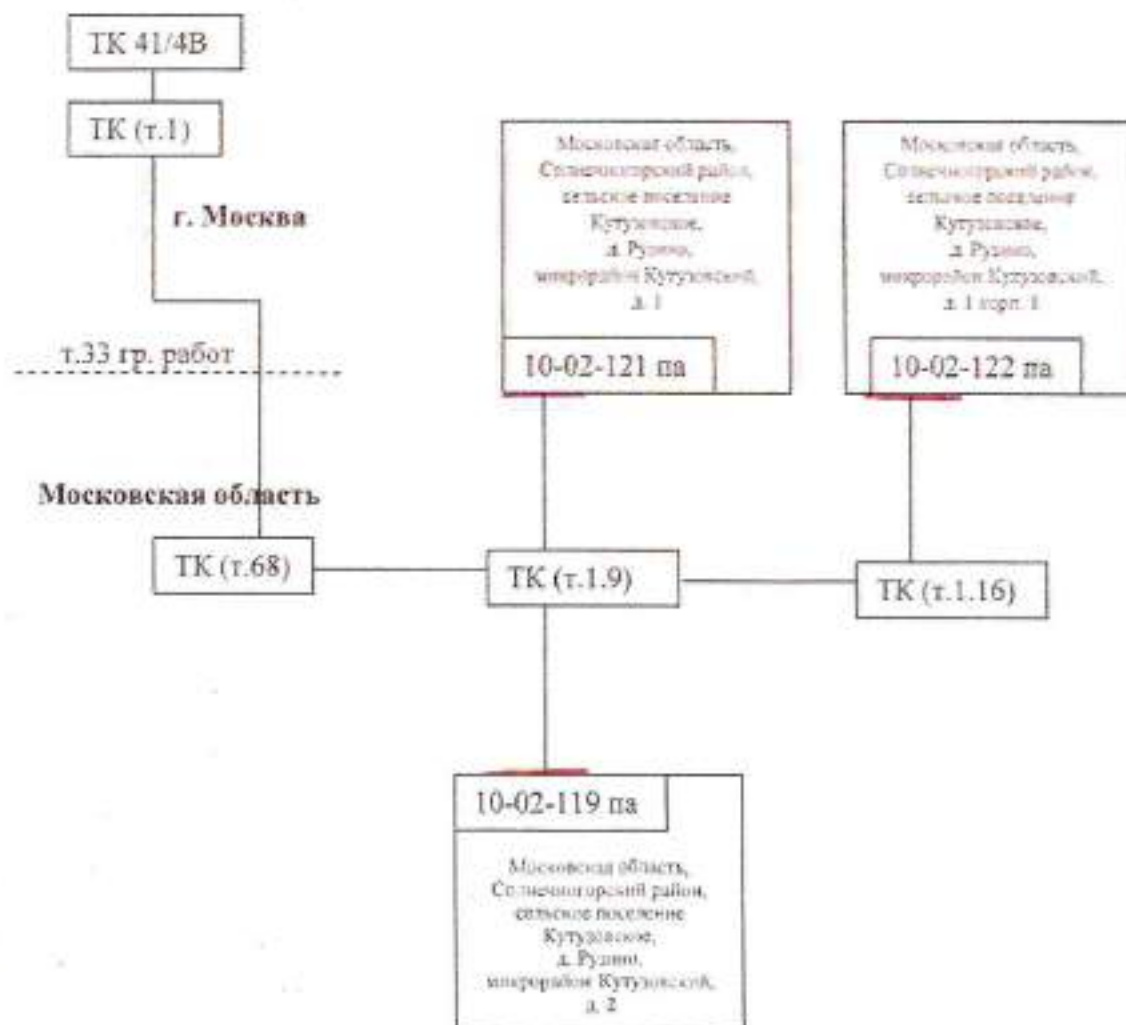 ТК 41/4В
ТК (т.1)
г. Москва
т.33 гр. работ
Московская область
ТК (т.68)
Московская область,
Солнечногорский район,
сельское поселение
Кутузовское,
д. Рузино,
микрорайон Кутузовский,
д. 1
10-02-121 па
Московская область,
Солнечногорский район,
сельское поселение
Кутузовское,
д. Рузино,
микрорайон Кутузовский,
д. 1 корп. 1
10-02-122 па
ТК (т.1.9)
ТК (т.1.16)
10-02-119 па
Московская область,
Солнечногорский район,
сельское поселение
Кутузовское,
д. Рузино,
микрорайон Кутузовский,
д. 2